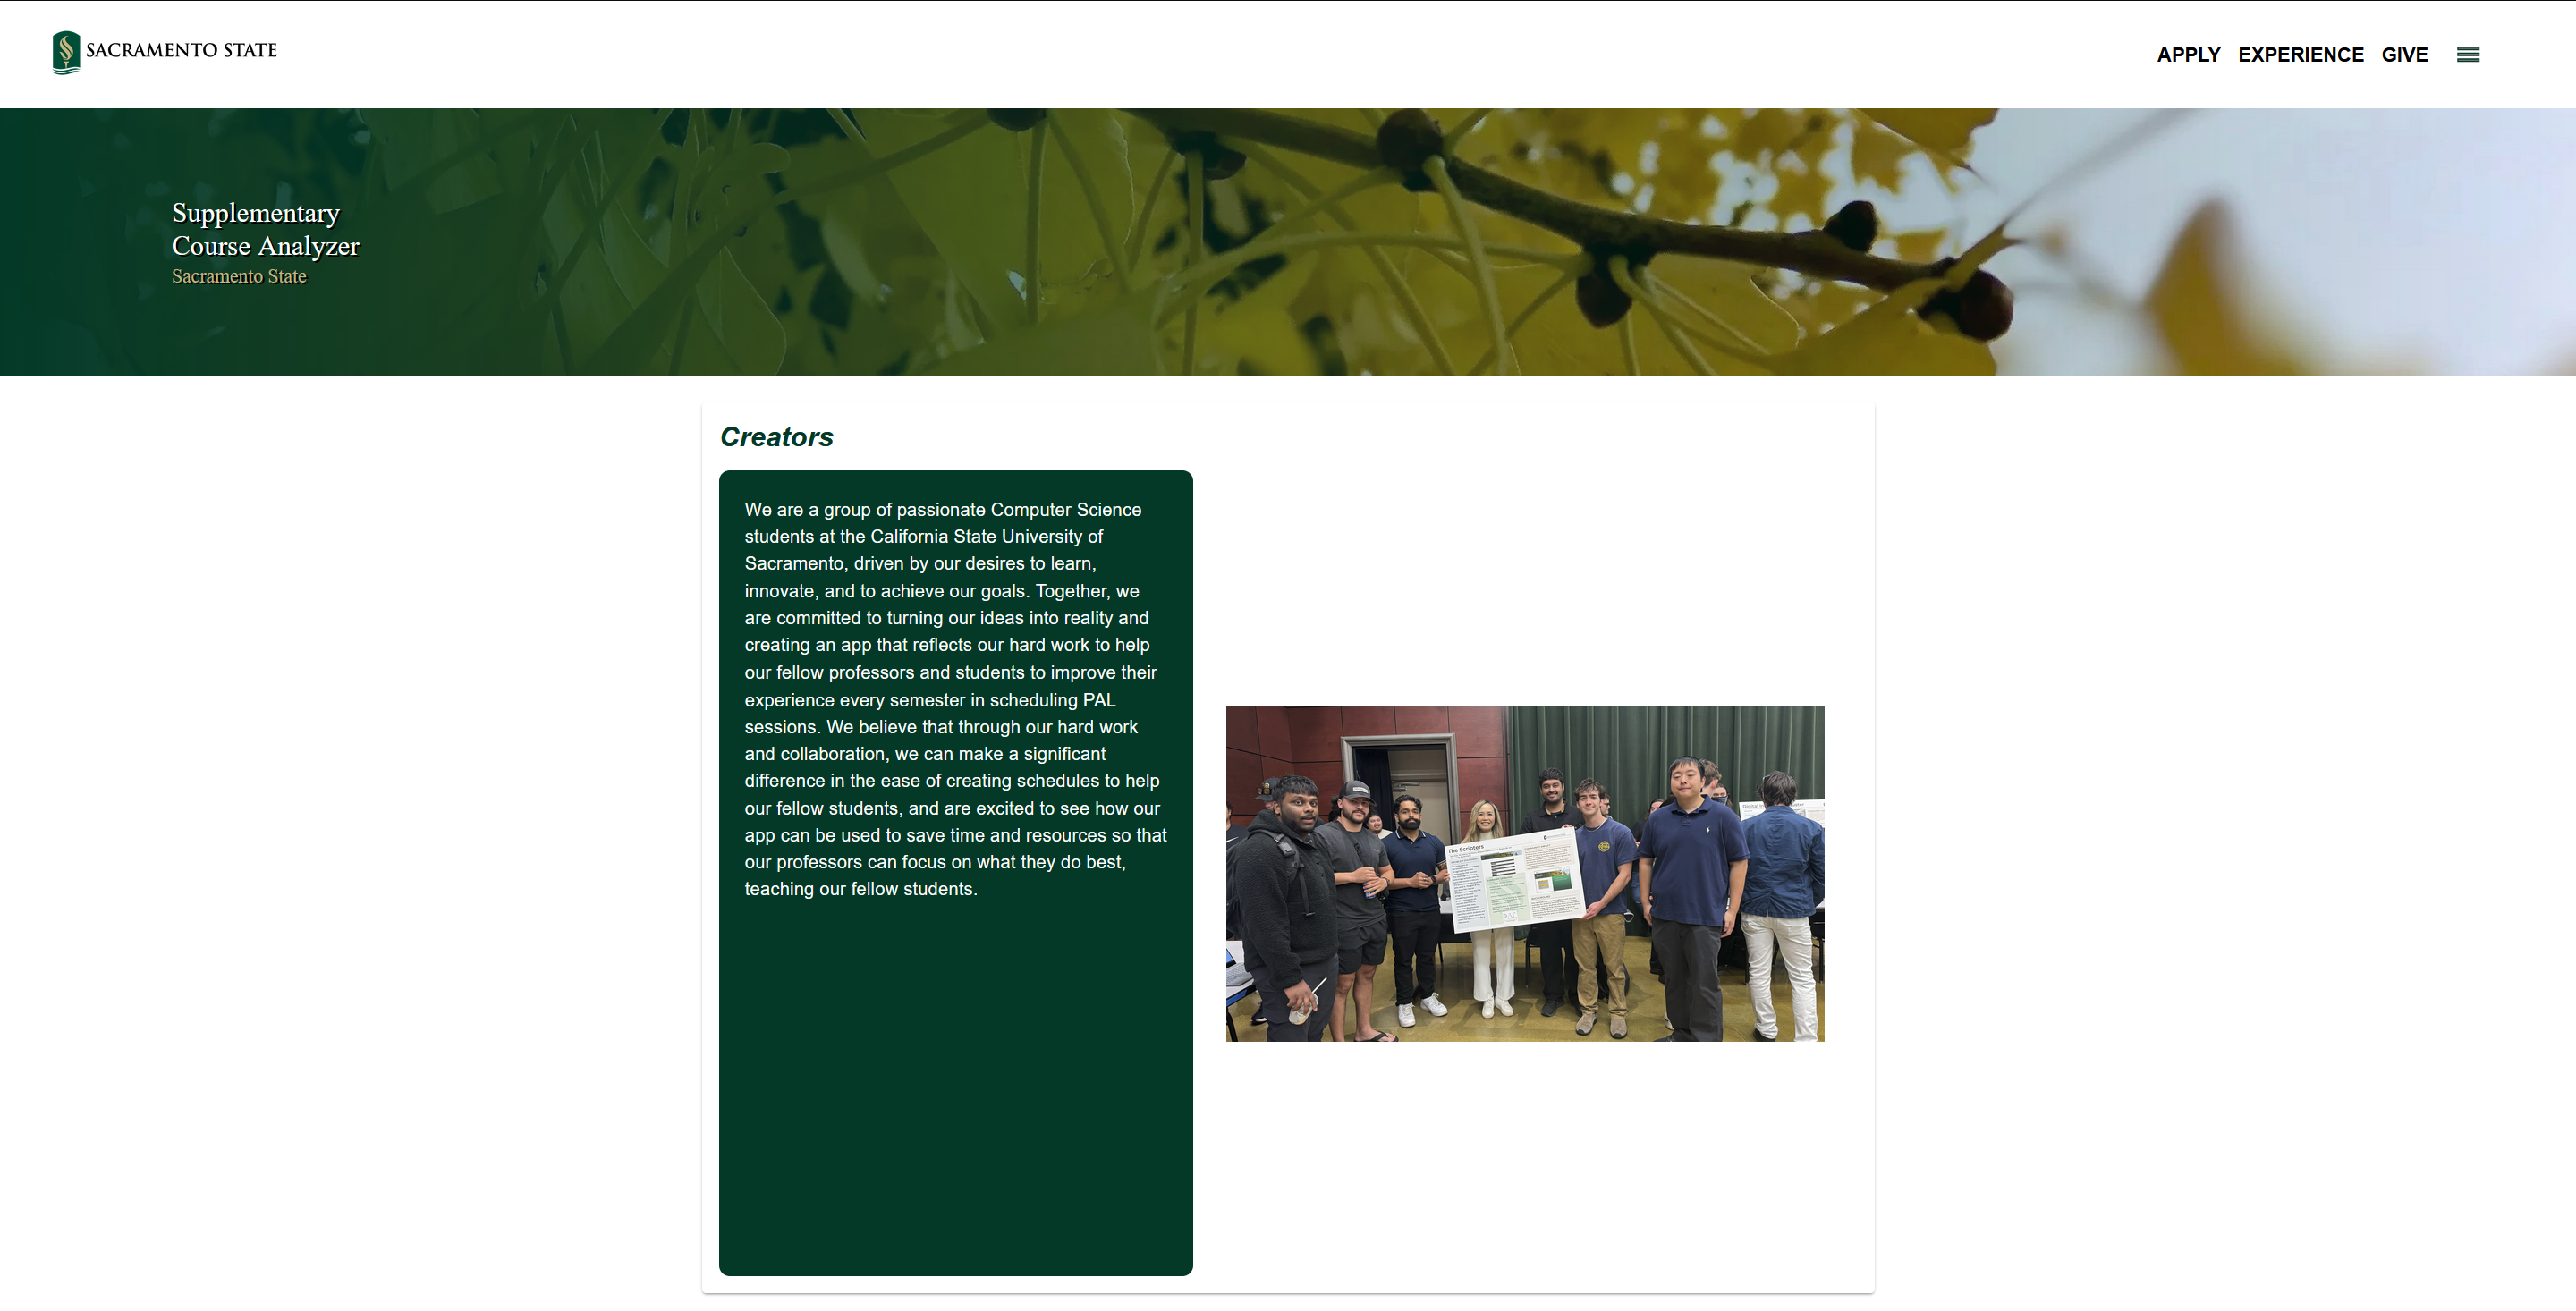 SACRAMENTO STATE
APPLY EXPERIENCE GIVE
Supplementary
Course Analyzer
Sacramento State
Creators
We are a group of passionate Computer Science
students at the California State University of
Sacramento, driven by our desires to learn,
innovate, and to achieve our goals. Together, we
are committed to turning our ideas into reality and
creating an app that reflects our hard work to help
our fellow professors and students to improve their
experience every semester in scheduling PAL
sessions. We believe that through our hard work
and collaboration, we can make a significant
difference in the ease of creating schedules to help
our fellow students, and are excited to see how our
app can be used to save time and resources so that
our professors can focus on what they do best,
teaching our fellow students.
The Scripters